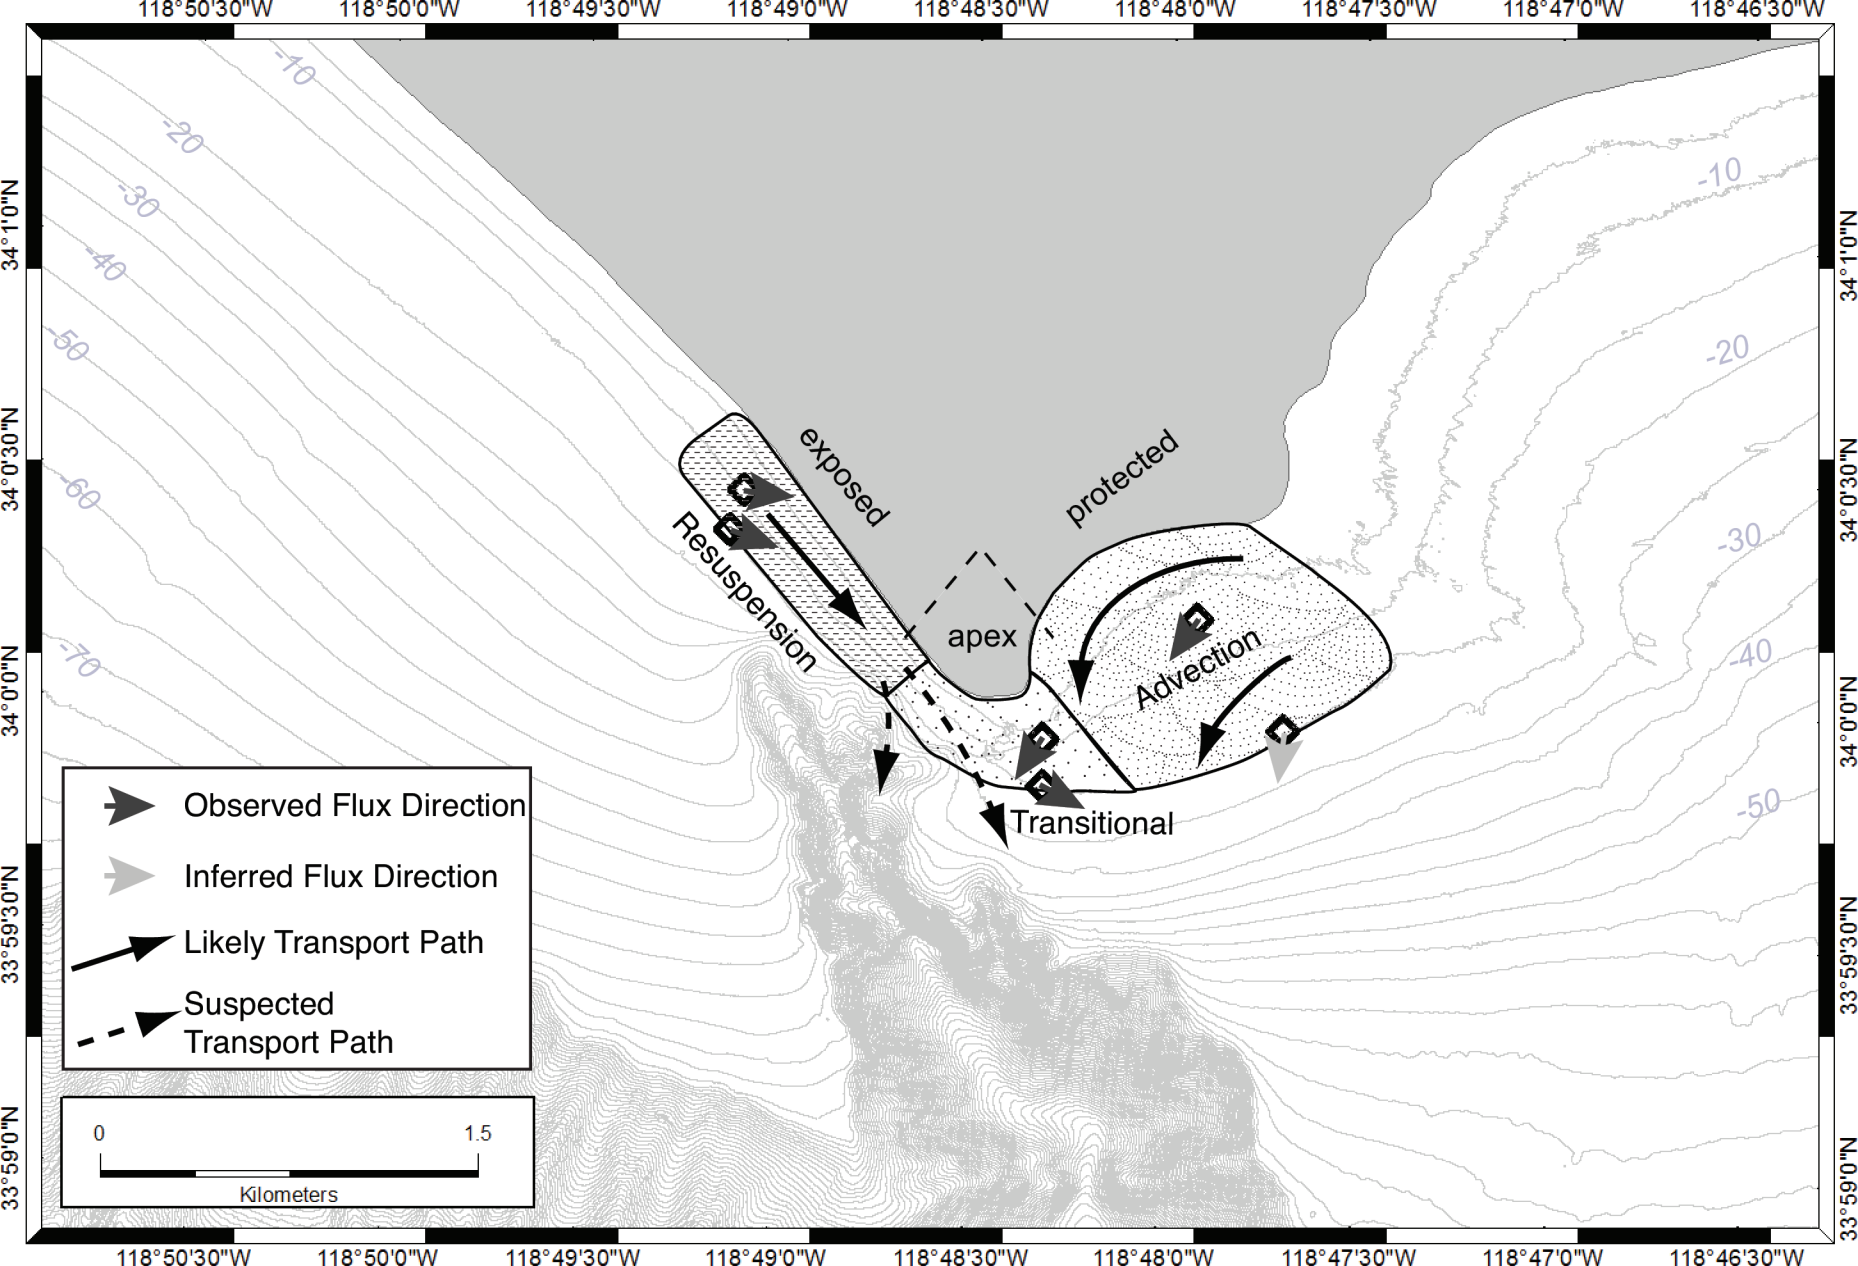 118°50'30"W 118°50'0"W 118°49'30"W 118°49'0"W 118°48'30"W 118°48'0"W 118°47'30"W 118°47'0"W 118°46'30"W
-10
-20
-30
-40
-50
-60
-70
-10
-20
-30
-40
-50
34°1'0"N
34°0'30"N
34°0'0"N
33°59'30"N
33°59'0"N
34°1'0"N
34°0'30"N
34°0'0"N
33°59'30"N
33°59'0"N
exposed
protected
Resuspension
apex
Advection
Transitional
Observed Flux Direction
Inferred Flux Direction
Likely Transport Path
Suspected
Transport Path
0 1.5
Kilometers
118°50'30"W 118°50'0"W 118°49'30"W 118°49'0"W 118°48'30"W 118°48'0"W 118°47'30"W 118°47'0"W 118°46'30"W